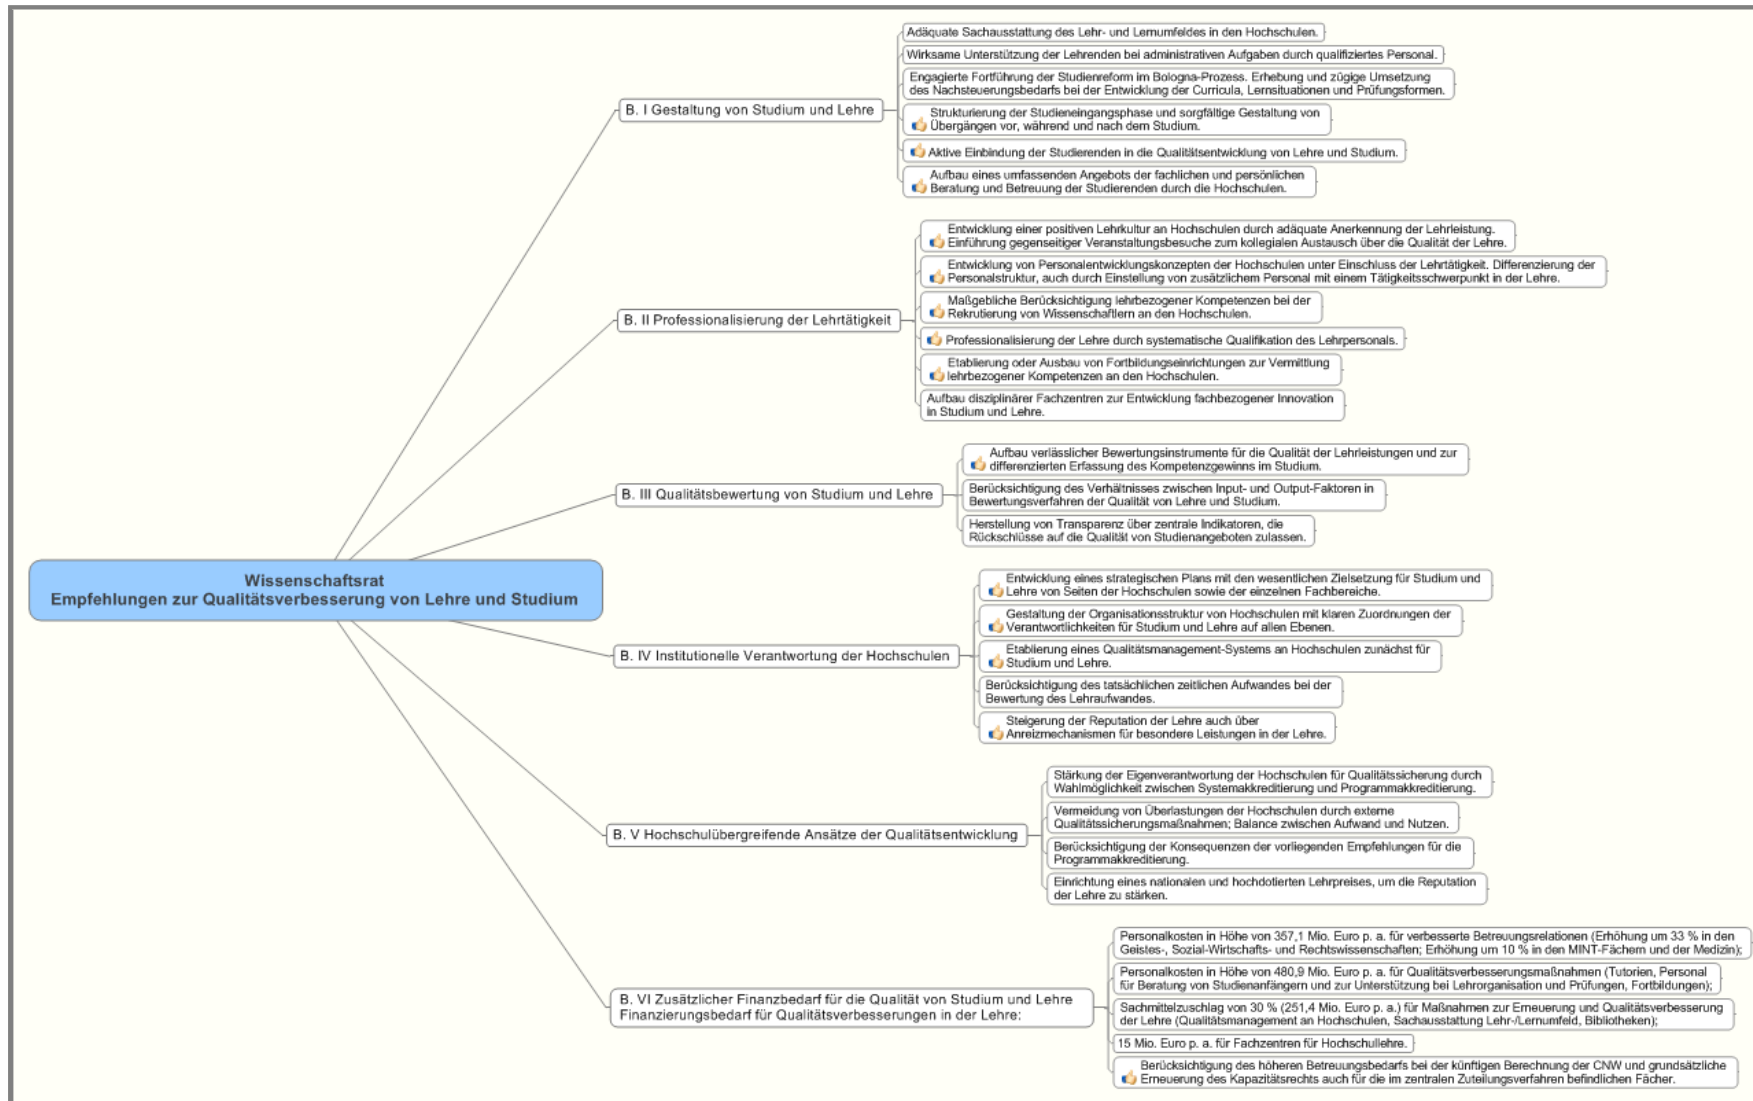 Wissenschaftsrat
Empfehlungen zur Qualitätsverbesserung von Lehre und Studium
B. I Gestaltung von Studium und Lehre
Adäquate Sachausstattung des Lehr- und Lernumfeldes in den Hochschulen.
Wirksame Unterstützung der Lehrenden bei administrativen Aufgaben durch qualifiziertes Personal.
Engagierte Fortführung der Studienreform im Bologna-Prozess. Erhebung und zügige Umsetzung
des Nachsteuerungsbedarfs bei der Entwicklung der Curricula, Lernsituationen und Prüfungsformen.
Strukturierung der Studieneingangsphase und sorgfältige Gestaltung von
Übergängen vor, während und nach dem Studium.
Aktive Einbindung der Studierenden in die Qualitätsentwicklung von Lehre und Studium.
Aufbau eines umfassenden Angebots der fachlichen und persönlichen
Beratung und Betreuung der Studierenden durch die Hochschulen.
B. II Professionalisierung der Lehrtätigkeit
Entwicklung einer positiven Lehrkultur an Hochschulen durch adäquate Anerkennung der Lehrleistung.
Einführung gegenseitiger Veranstaltungsbesuche zum kollegialen Austausch über die Qualität der Lehre.
Entwicklung von Personalentwicklungskonzepten der Hochschulen unter Einschluss der Lehrtätigkeit. Differenzierung der
Personalstruktur, auch durch Einstellung von zusätzlichem Personal mit einem Tätigkeitsschwerpunkt in der Lehre.
Maßgebliche Berücksichtigung lehrbezogener Kompetenzen bei der
Rekrutierung von Wissenschaftlern an den Hochschulen.
Professionalisierung der Lehre durch systematische Qualifikation des Lehrpersonals.
Etablierung oder Ausbau von Fortbildungseinrichtungen zur Vermittlung
lehrbezogener Kompetenzen an den Hochschulen.
Aufbau disziplinärer Fachzentren zur Entwicklung fachbezogener Innovation
in Studium und Lehre.
B. III Qualitätsbewertung von Studium und Lehre
Aufbau verlässlicher Bewertungsinstrumente für die Qualität der Lehrleistungen und zur
differenzierten Erfassung des Kompetenzgewinns im Studium.
Berücksichtigung des Verhältnisses zwischen Input- und Output-Faktoren in
Bewertungsverfahren der Qualität von Lehre und Studium.
Herstellung von Transparenz über zentrale Indikatoren, die
Rückschlüsse auf die Qualität von Studienangeboten zulassen.
B. IV Institutionelle Verantwortung der Hochschulen
Entwicklung eines strategischen Plans mit den wesentlichen Zielsetzung für Studium und
Lehre von Seiten der Hochschulen sowie der einzelnen Fachbereiche.
Gestaltung der Organisationsstruktur von Hochschulen mit klaren Zuordnungen der
Verantwortlichkeiten für Studium und Lehre auf allen Ebenen.
Etablierung eines Qualitätsmanagement-Systems an Hochschulen zunächst für
Studium und Lehre.
Berücksichtigung des tatsächlichen zeitlichen Aufwandes bei der
Bewertung des Lehraufwandes.
Steigerung der Reputation der Lehre auch über
Anreizmechanismen für besondere Leistungen in der Lehre.
B. V Hochschulübergreifende Ansätze der Qualitätsentwicklung
Stärkung der Eigenverantwortung der Hochschulen für Qualitätssicherung durch
Wahlmöglichkeit zwischen Systemakkreditierung und Programmakkreditierung.
Vermeidung von Überlastungen der Hochschulen durch externe
Qualitätssicherungsmaßnahmen; Balance zwischen Aufwand und Nutzen.
Berücksichtigung der Konsequenzen der vorliegenden Empfehlungen für die
Programmakkreditierung.
Einrichtung eines nationalen und hochdotierten Lehrpreises, um die Reputation
der Lehre zu stärken.
B. VI Zusätzlicher Finanzbedarf für die Qualität von Studium und Lehre
Finanzierungsbedarf für Qualitätsverbesserungen in der Lehre:
Personalkosten in Höhe von 357,1 Mio. Euro p. a. für verbesserte Betreuungsrelationen (Erhöhung um 33 % in den
Geistes-, Sozial-Wirtschafts- und Rechtswissenschaften; Erhöhung um 10 % in den MINT-Fächern und der Medizin);
Personalkosten in Höhe von 480,9 Mio. Euro p. a. für Qualitätsverbesserungsmaßnahmen (Tutorien, Personal
für Beratung von Studienanfängern und zur Unterstützung bei Lehrorganisation und Prüfungen, Fortbildungen);
Sachmittelzuschlag von 30 % (251,4 Mio. Euro p. a.) für Maßnahmen zur Erneuerung und Qualitätsverbesserung
der Lehre (Qualitätsmanagement an Hochschulen, Sachausstattung Lehr-/Lernumfeld, Bibliotheken);
15 Mio. Euro p. a. für Fachzentren für Hochschullehre.
Berücksichtigung des höheren Betreuungsbedarfs bei der künftigen Berechnung der CNW und grundsätzliche
Erneuerung des Kapazitätsrechts auch für die im zentralen Zuteilungsverfahren befindlichen Fächer.